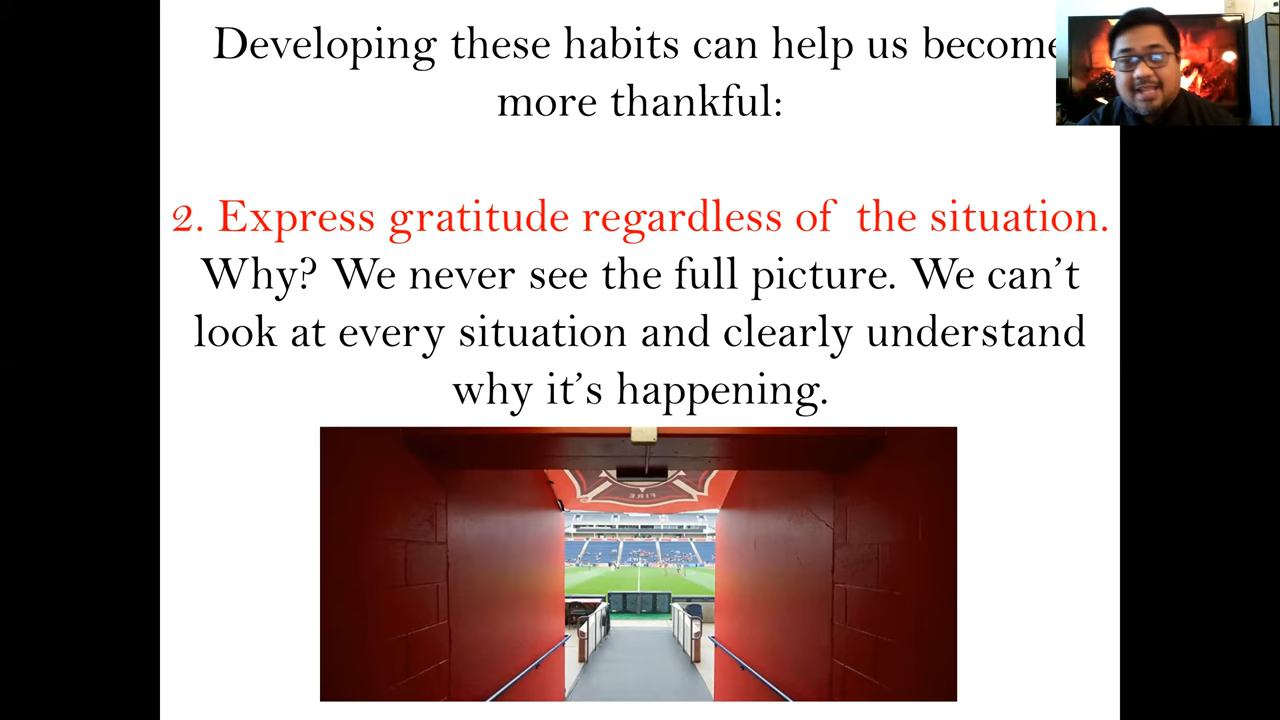 Developing these habits can help us become
more thankful:
2. Express gratitude regardless of the situation.
Why? We never see the full picture. We can't
look at every situation and clearly understand
why it's happening.
FIRE